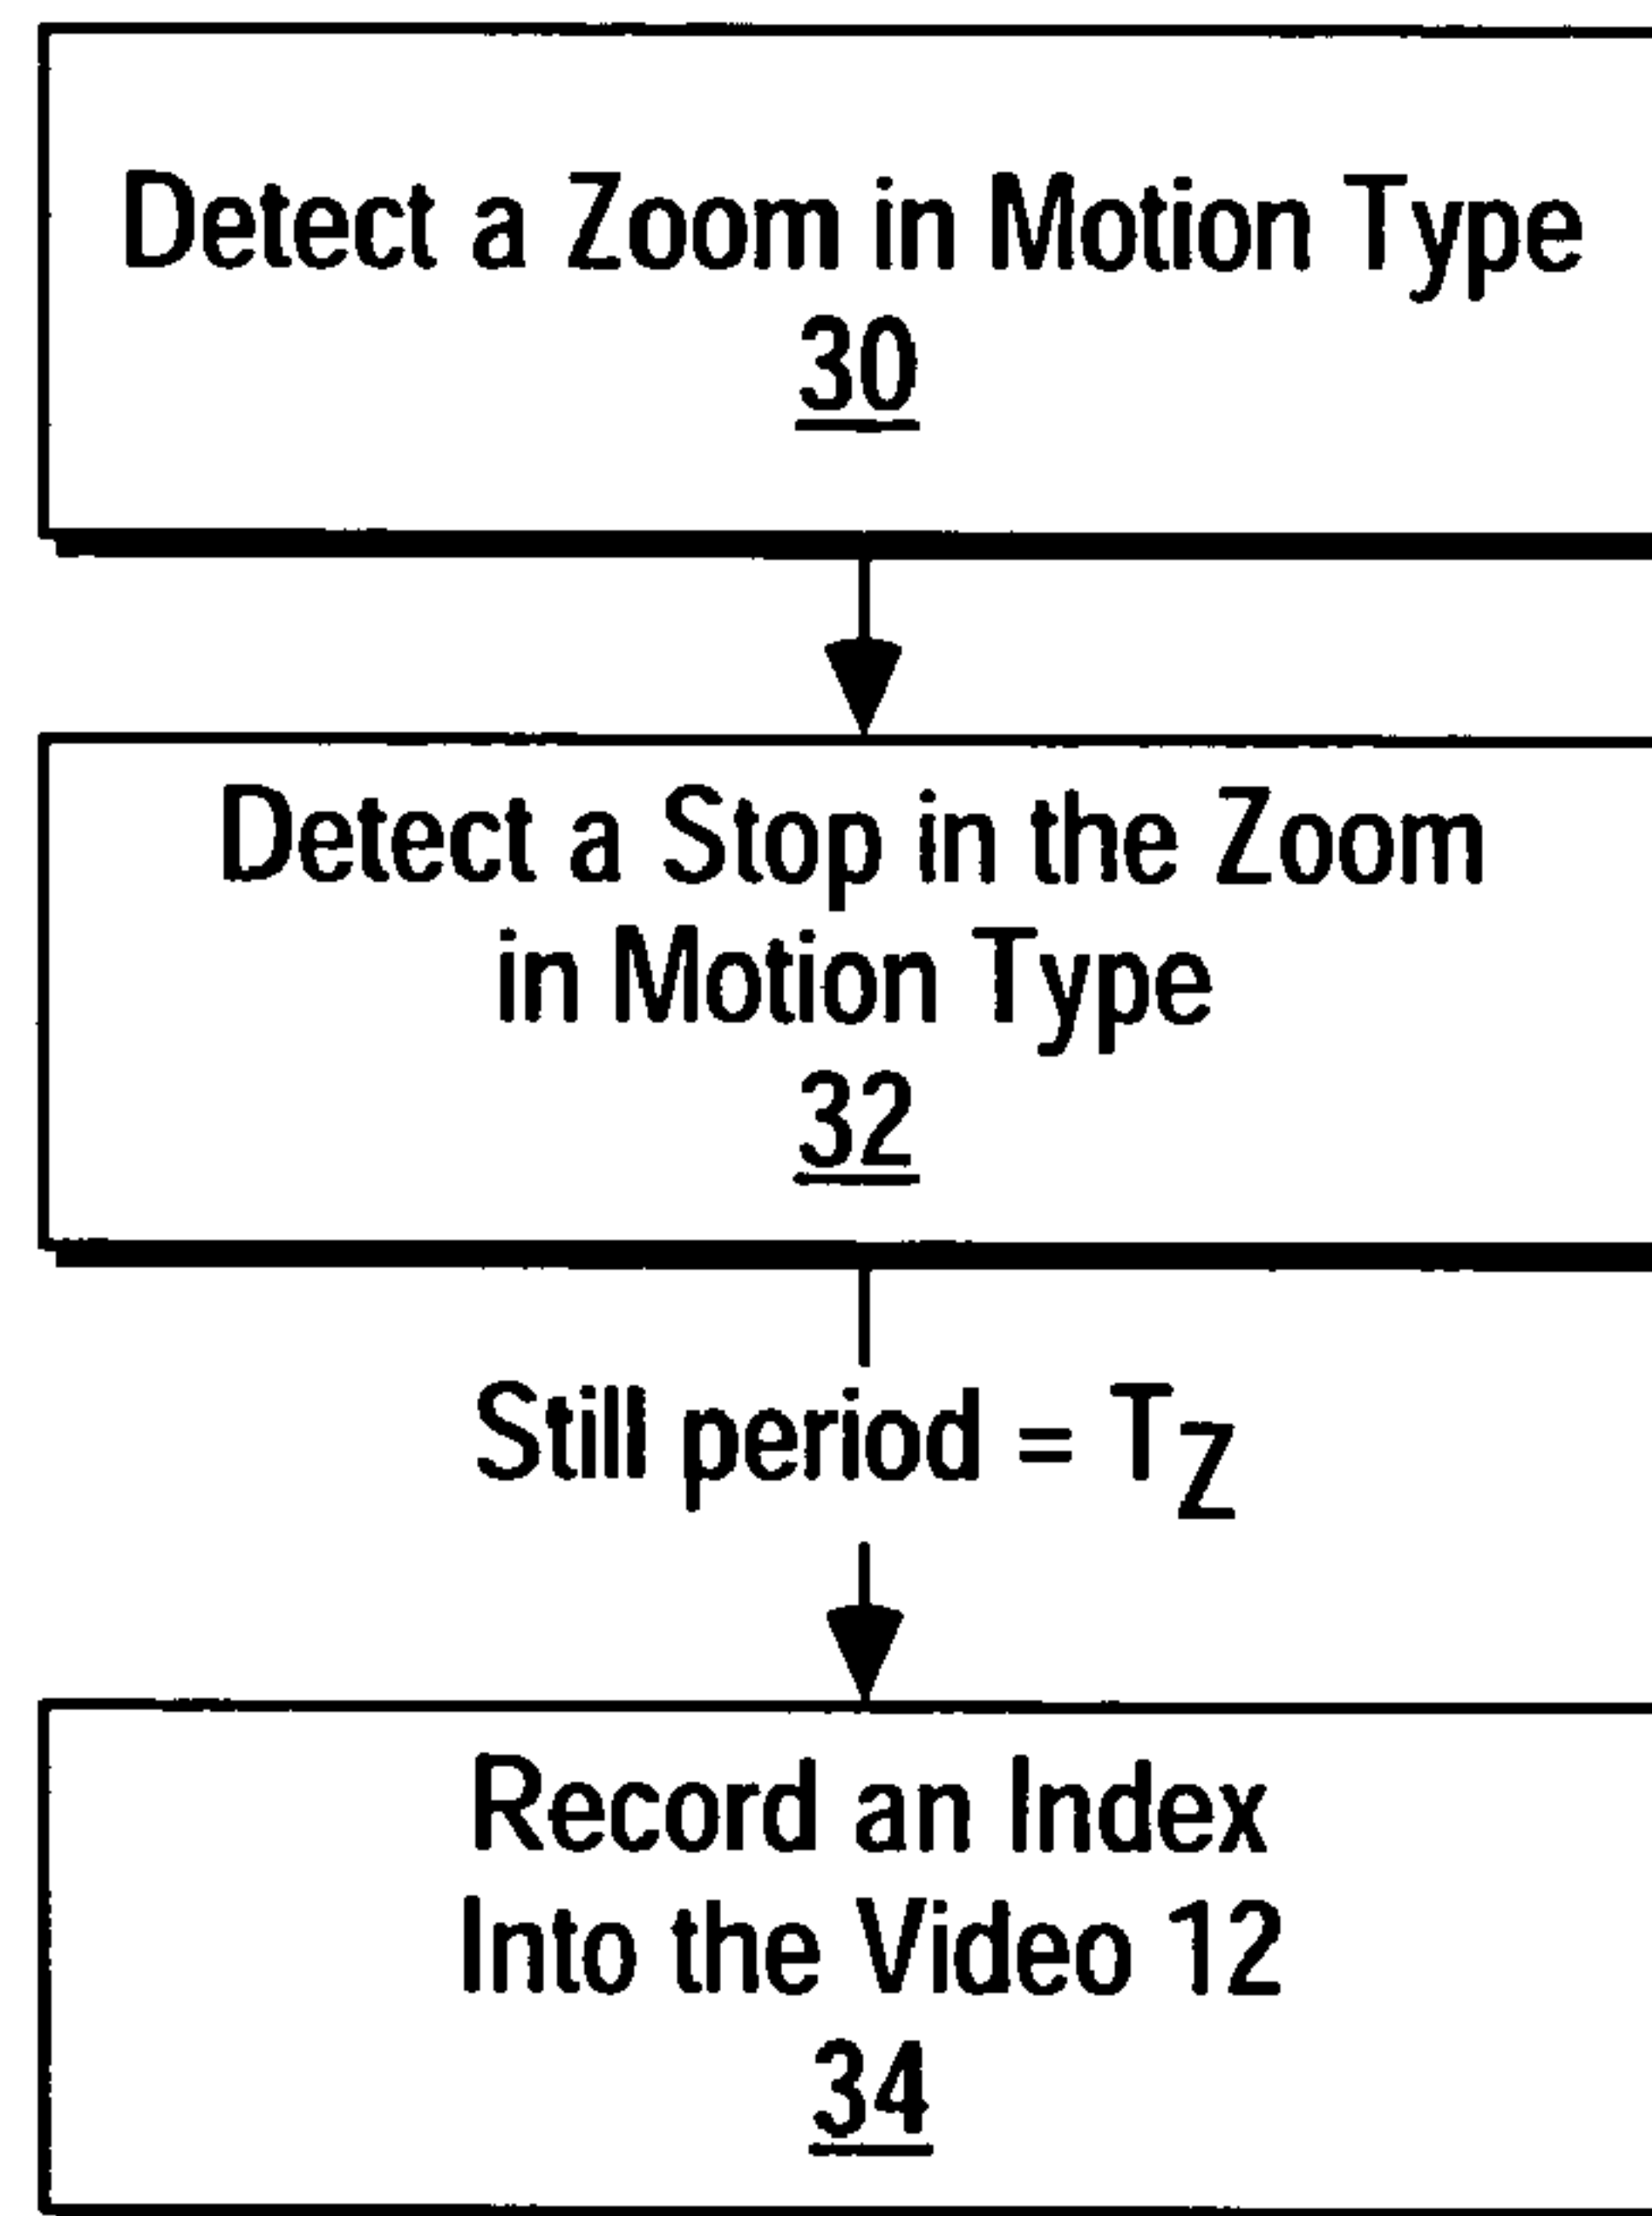 Detect a Zoom in Motion Type
30
Detect a Stop in the Zoom
in Motion Type
32
Still period = TZ
Record an Index
Into the Video 12
34